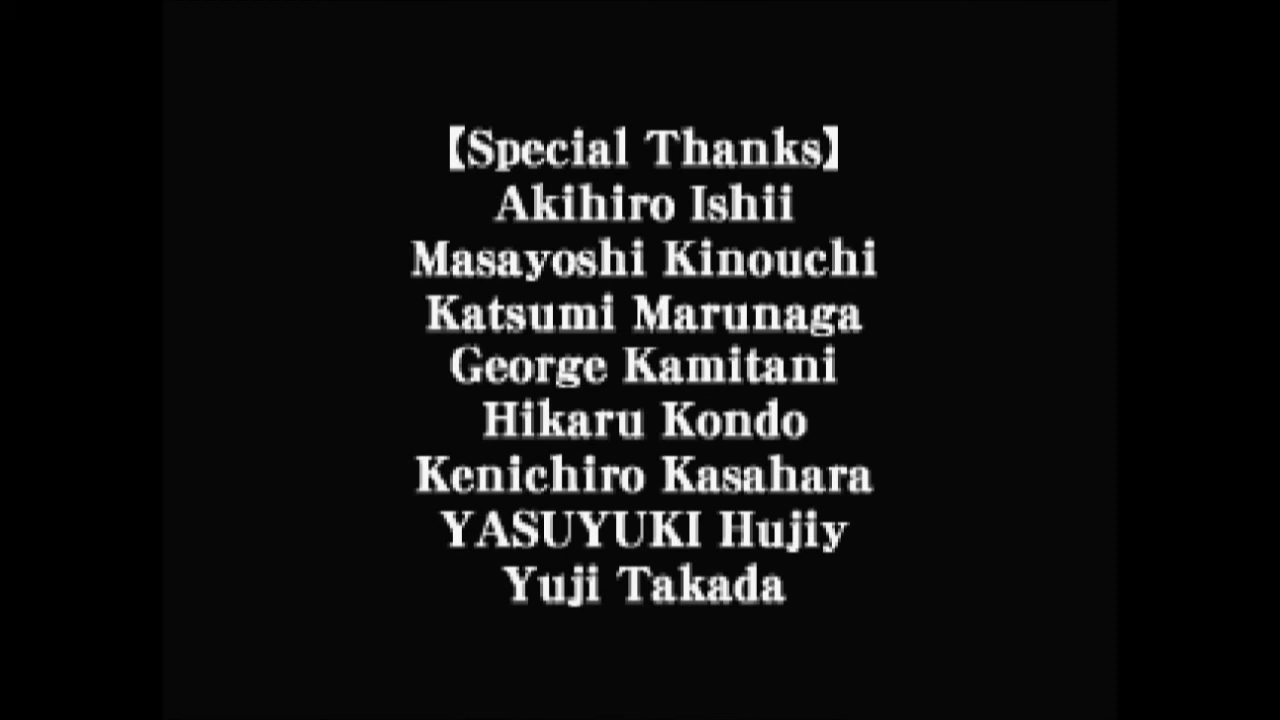 【Special Thanks】
Akihiro Ishii
Masayoshi Kinouchi
Katsumi Marunaga
George Kamitani
Hikaru Kondo
Kenichiro Kasahara
YASUYUKI Hujiy
Yuji Takada